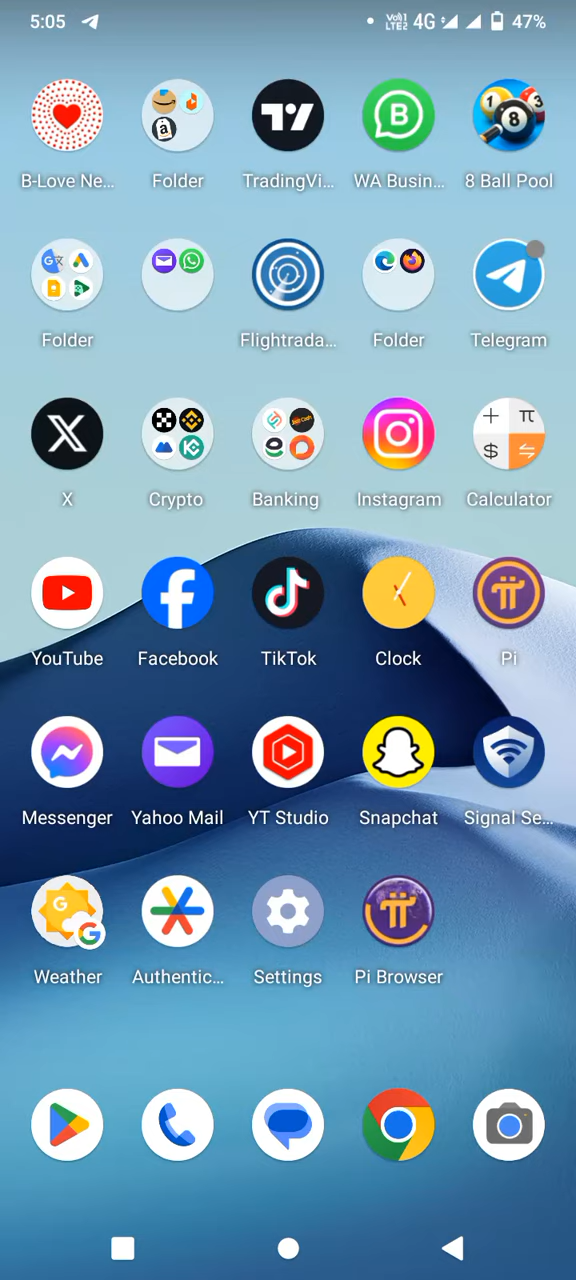 5:05 VoI1 LTE2 4G 47%
B-Love Ne... Folder TradingVi... WA Busin... 8 Ball Pool
Folder Flightrada... Folder Telegram
X Crypto Banking Instagram Calculator
YouTube Facebook TikTok Clock Pi
Messenger Yahoo Mail YT Studio Snapchat Signal Se...
Weather Authentic... Settings Pi Browser